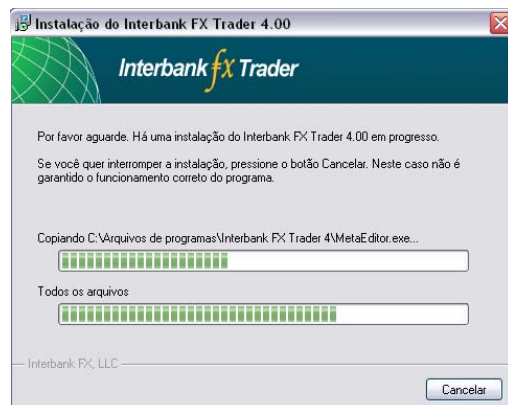 Instalação do Interbank FX Trader 4.00
Interbank fx Trader
Por favor aguarde. Há uma instalação do Interbank FX Trader 4.00 em progresso.
Se você quer interromper a instalação, pressione o botão Cancelar. Neste caso não é
garantido o funcionamento correto do programa.
Copiando C:\Arquivos de programas\Interbank FX Trader 4\MetaEditor.exe...
Todos os arquivos
Interbank FX, LLC
Cancelar